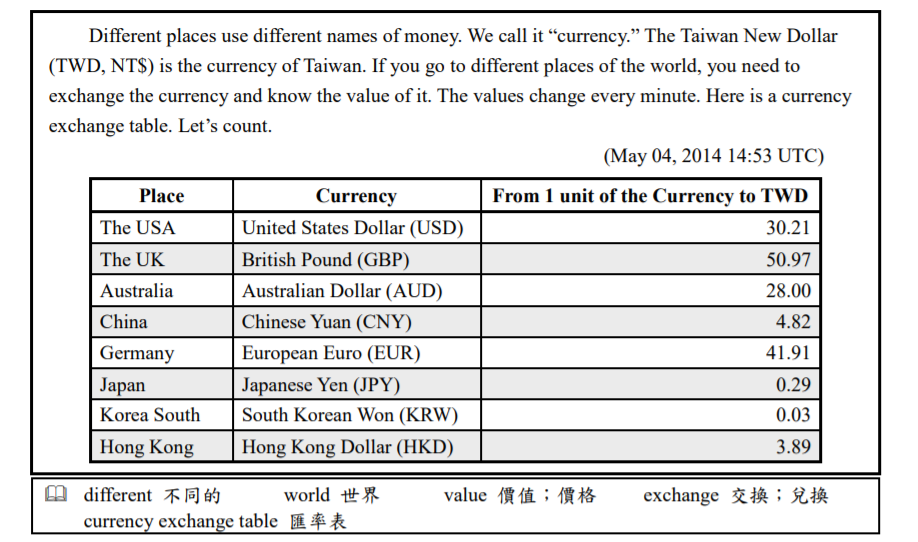 Different places use different names of money. We call it “currency.” The Taiwan New Dollar
(TWD, NT$) is the currency of Taiwan. If you go to different places of the world, you need to
exchange the currency and know the value of it. The values change every minute. Here is a currency
exchange table. Let’s count.
(May 04, 2014 14:53 UTC)
Place Currency From 1 unit of the Currency to TWD
The USA United States Dollar (USD) 30.21
The UK British Pound (GBP) 50.97
Australia Australian Dollar (AUD) 28.00
China Chinese Yuan (CNY) 4.82
Germany European Euro (EUR) 41.91
Japan Japanese Yen (JPY) 0.29
Korea South South Korean Won (KRW) 0.03
Hong Kong Hong Kong Dollar (HKD) 3.89
different 不同的 world 世界 value 價值；價格 exchange 交換；兌換
currency exchange table 匯率表